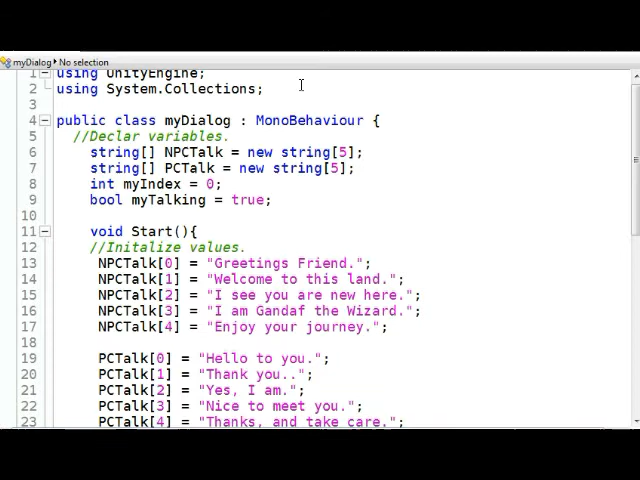 myDialog ▸ No selection
1 using UnityEngine;
2 using System.Collections;
3
4 public class myDialog : MonoBehaviour {
5 //Declar variables.
6 string[] NPCTalk = new string[5];
7 string[] PCTalk = new string[5];
8 int myIndex = 0;
9 bool myTalking = true;
10
11 void Start(){
12 //Initalize values.
13 NPCTalk[0] = "Greetings Friend.";
14 NPCTalk[1] = "Welcome to this land.";
15 NPCTalk[2] = "I see you are new here.";
16 NPCTalk[3] = "I am Gandaf the Wizard.";
17 NPCTalk[4] = "Enjoy your journey.";
18
19 PCTalk[0] = "Hello to you.";
20 PCTalk[1] = "Thank you..";
21 PCTalk[2] = "Yes, I am.";
22 PCTalk[3] = "Nice to meet you.";
23 PCTalk[4] = "Thanks, and take care.";